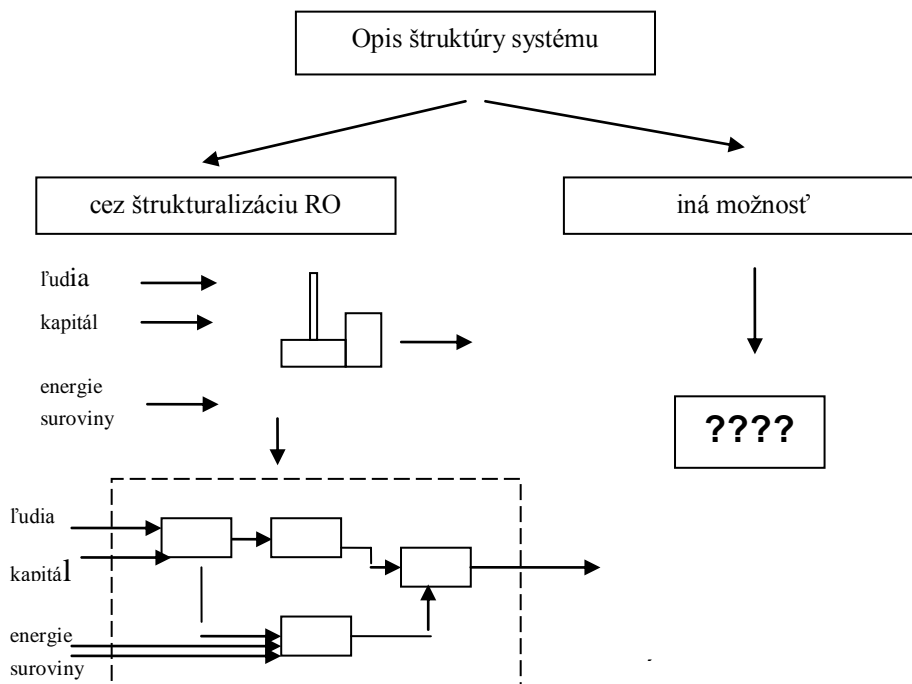 Opis štruktúry systému
cez štrukturalizáciu RO
iná možnosť
ľudia
kapitál
energie
suroviny
????
ľudia
kapitál
energie
suroviny